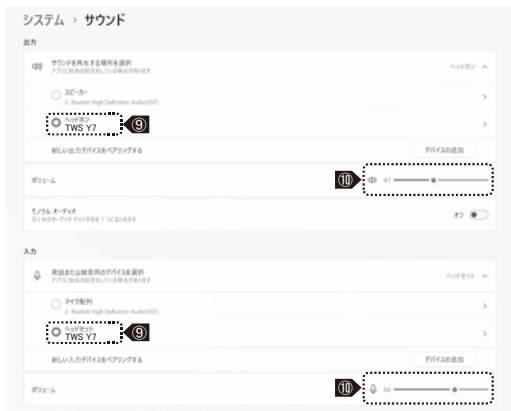 システム › サウンド
出力
サウンドを再生する場所を選択
アプリに独自の設定をしている場合があります
ヘッドホン
スピーカー
2- Realtek High Definition Audio(SST)
ヘッドホン
TWS Y7
⑨
新しい出力デバイスをペアリングする
デバイスの追加
ボリューム
⑩
41
モノラル オーディオ
左と右のオーディオ チャンネルを 1 つにまとめます
オフ
入力
発話または録音用のデバイスを選択
アプリに独自の設定をしている場合があります
ヘッドセット
マイク配列
2- Realtek High Definition Audio(SST)
ヘッドセット
TWS Y7
⑨
新しい入力デバイスをペアリングする
デバイスの追加
ボリューム
⑩